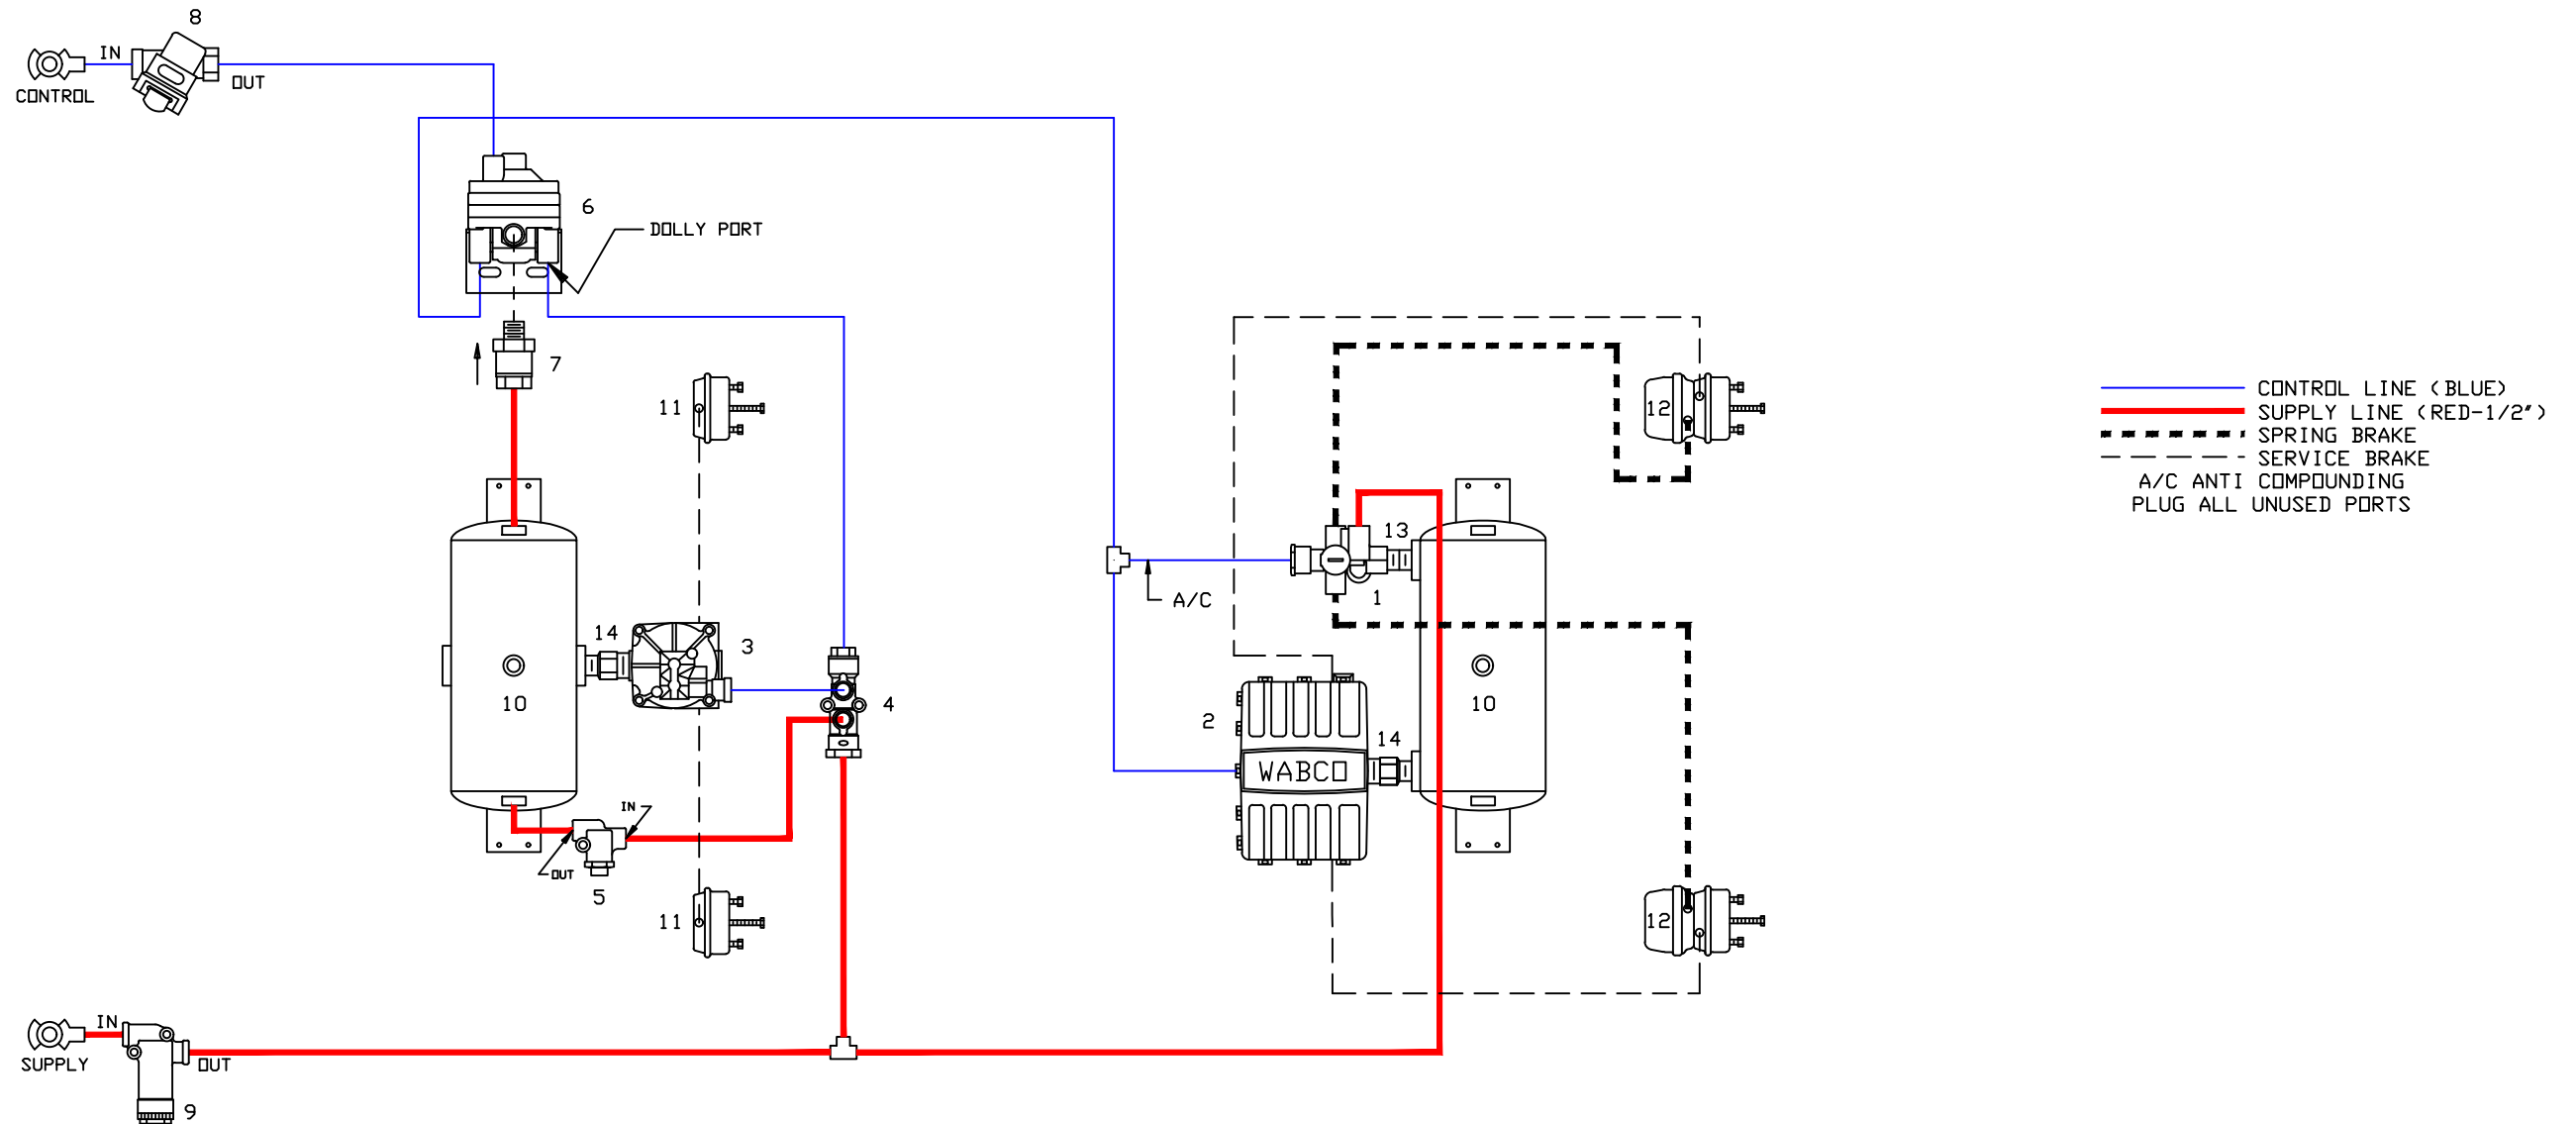 8
IN
CONTROL
OUT
6
DOLLY PORT
7
11
12
CONTROL LINE (BLUE)
SUPPLY LINE (RED-1/2")
SPRING BRAKE
SERVICE BRAKE
A/C ANTI COMPOUNDING
PLUG ALL UNUSED PORTS
13
A/C
1
14
3
10
4
10
2
14
WABCO
IN
OUT
5
11
12
IN
SUPPLY
OUT
9